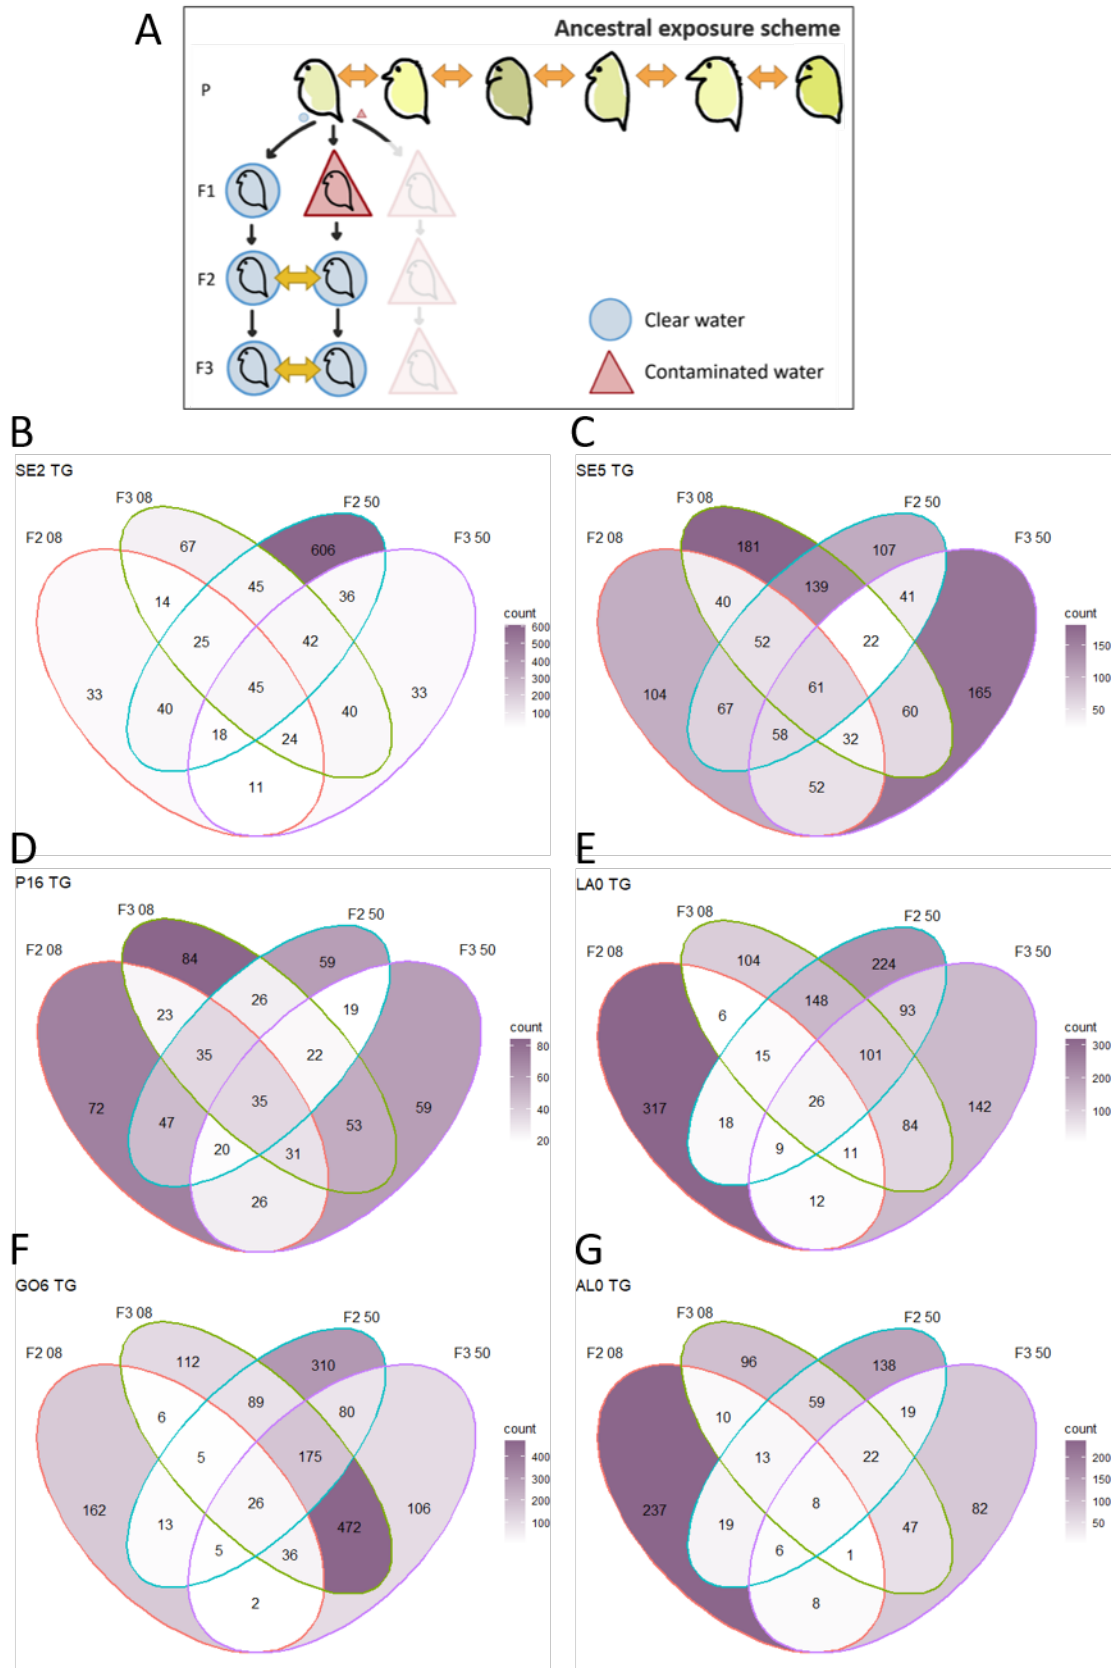 A
Ancestral exposure scheme
P
F1
F2
F3
Clear water
Contaminated water
B
SE2 TG
F3 08
F2 50
F2 08
F3 50
67
606
45
36
14
25
42
33
45
33
40
40
18
24
11
count
600
500
400
300
200
100
C
SE5 TG
F3 08
F2 50
F2 08
F3 50
181
107
139
41
40
52
22
104
61
165
67
60
58
32
52
count
150
100
50
D
P16 TG
F3 08
F2 50
F2 08
F3 50
84
59
26
19
23
35
22
72
35
59
47
53
20
31
26
count
80
60
40
20
E
LA0 TG
F3 08
F2 50
F2 08
F3 50
104
224
148
93
6
15
101
317
26
142
18
84
9
11
12
count
300
200
100
F
GO6 TG
F3 08
F2 50
F2 08
F3 50
112
310
89
80
6
5
175
162
26
106
13
472
5
36
2
count
400
300
200
100
G
AL0 TG
F3 08
F2 50
F2 08
F3 50
96
138
59
19
10
13
22
237
8
82
19
47
6
1
8
count
200
150
100
50